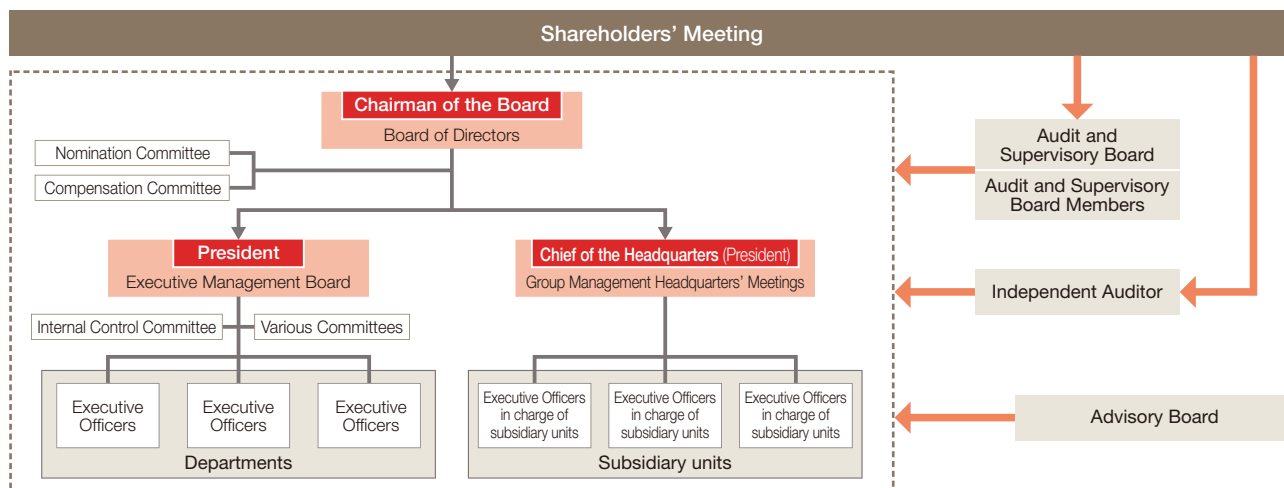 Shareholders' Meeting
Chairman of the Board
Board of Directors
Nomination Committee
Compensation Committee
Audit and
Supervisory Board
Audit and Supervisory
Board Members
President
Executive Management Board
Chief of the Headquarters (President)
Group Management Headquarters' Meetings
Independent Auditor
Internal Control Committee
Various Committees
Executive
Officers
Executive
Officers
Executive
Officers
Departments
Executive Officers
in charge of
subsidiary units
Executive Officers
in charge of
subsidiary units
Executive Officers
in charge of
subsidiary units
Subsidiary units
Advisory Board